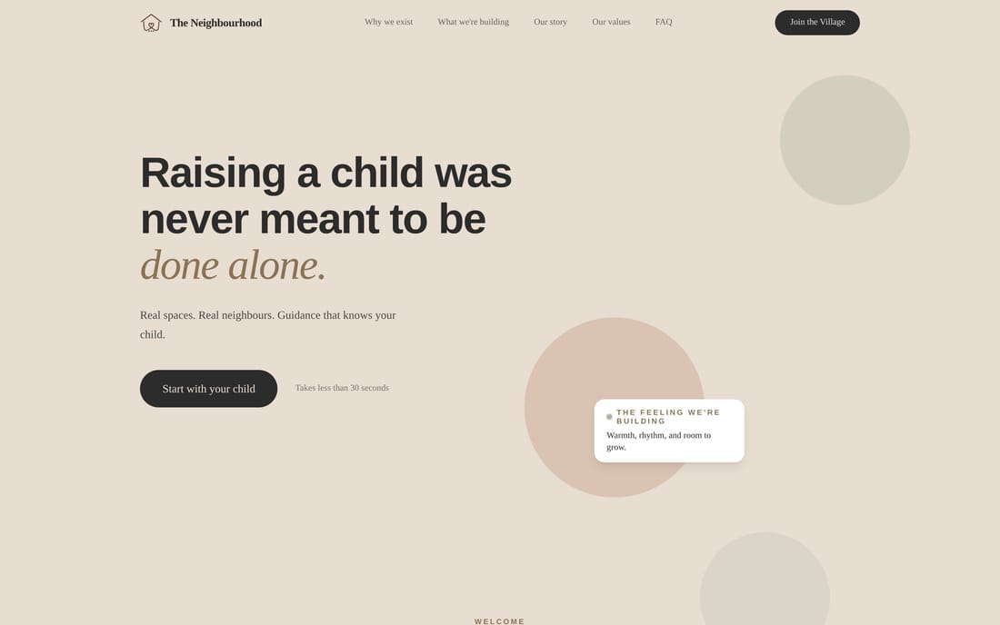 The Neighbourhood
Why we exist
What we're building
Our story
Our values
FAQ
Join the Village
Raising a child was
never meant to be
done alone.
Real spaces. Real neighbours. Guidance that knows your
child.
Start with your child
Takes less than 30 seconds
THE FEELING WE'RE
BUILDING
Warmth, rhythm, and room to
grow.
WELCOME